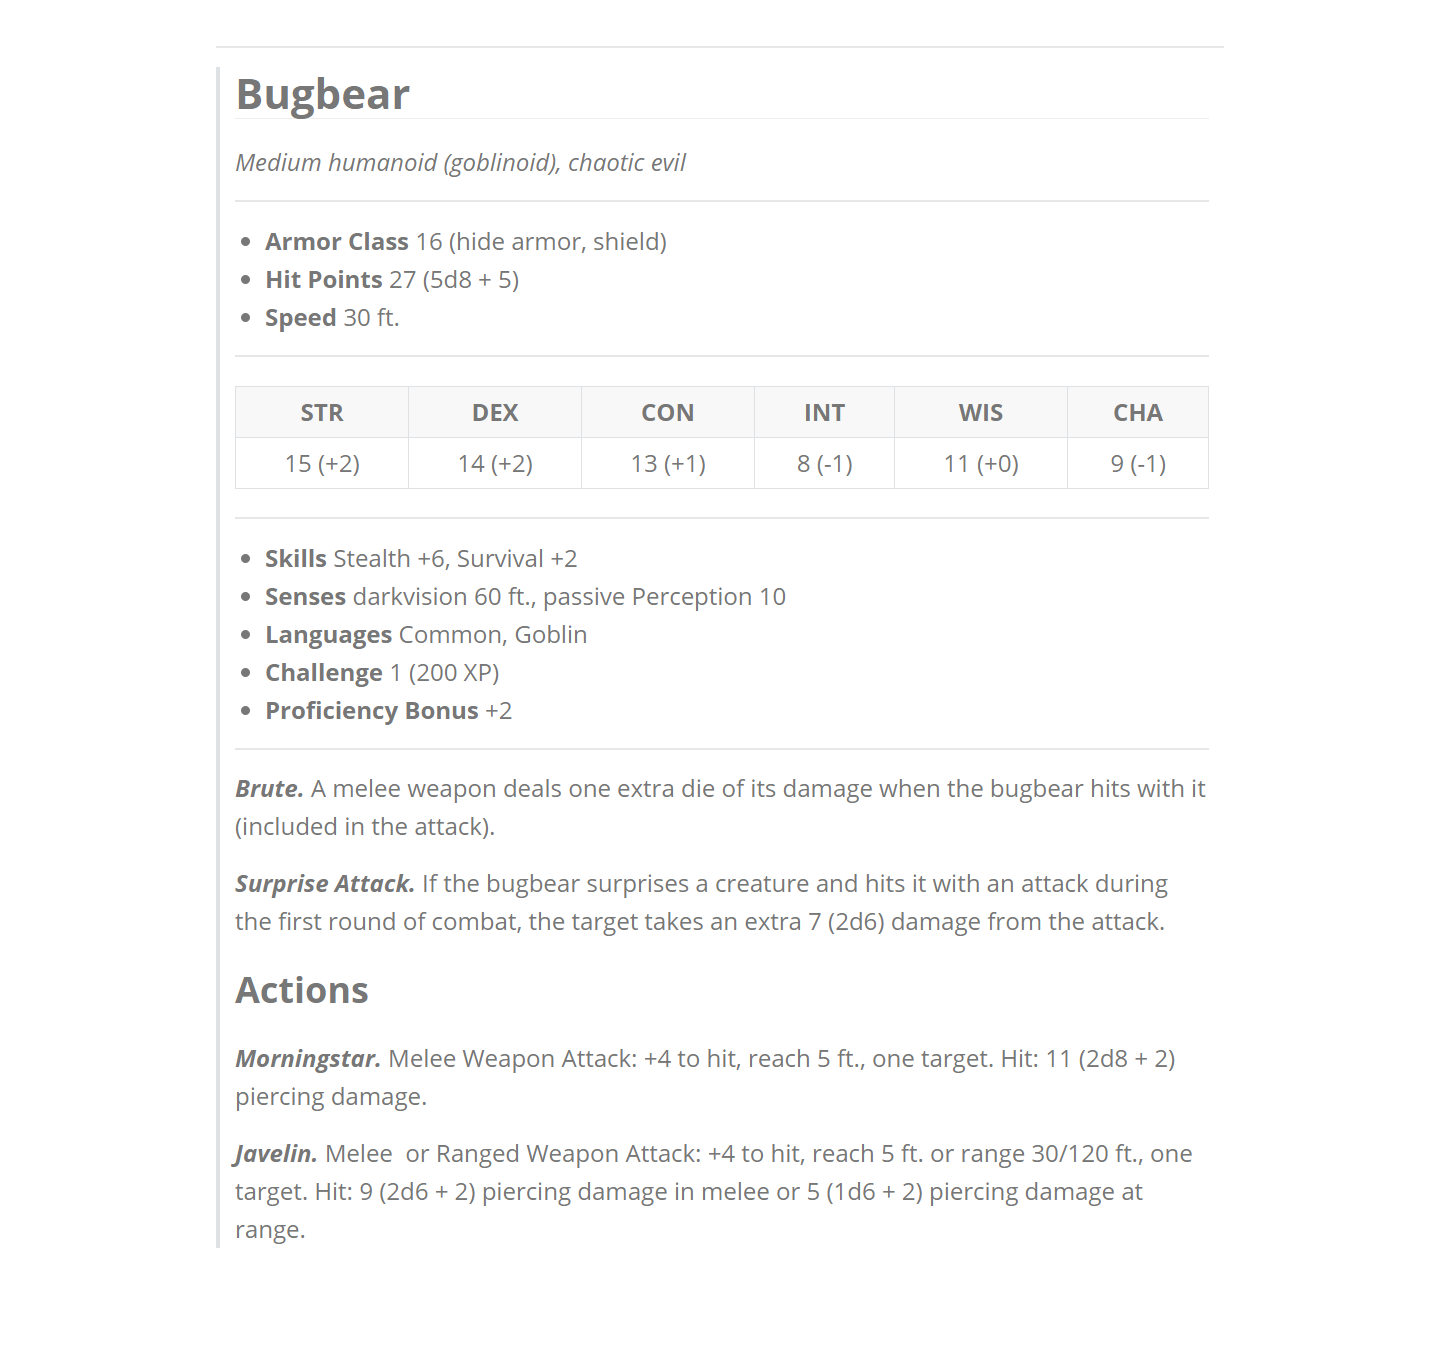 Bugbear
Medium humanoid (goblinoid), chaotic evil
Armor Class 16 (hide armor, shield)
Hit Points 27 (5d8 + 5)
Speed 30 ft.
STR DEX CON INT WIS CHA
15 (+2) 14 (+2) 13 (+1) 8 (-1) 11 (+0) 9 (-1)
Skills Stealth +6, Survival +2
Senses darkvision 60 ft., passive Perception 10
Languages Common, Goblin
Challenge 1 (200 XP)
Proficiency Bonus +2
Brute. A melee weapon deals one extra die of its damage when the bugbear hits with it
(included in the attack).
Surprise Attack. If the bugbear surprises a creature and hits it with an attack during
the first round of combat, the target takes an extra 7 (2d6) damage from the attack.
Actions
Morningstar. Melee Weapon Attack: +4 to hit, reach 5 ft., one target. Hit: 11 (2d8 + 2)
piercing damage.
Javelin. Melee  or Ranged Weapon Attack: +4 to hit, reach 5 ft. or range 30/120 ft., one
target. Hit: 9 (2d6 + 2) piercing damage in melee or 5 (1d6 + 2) piercing damage at
range.